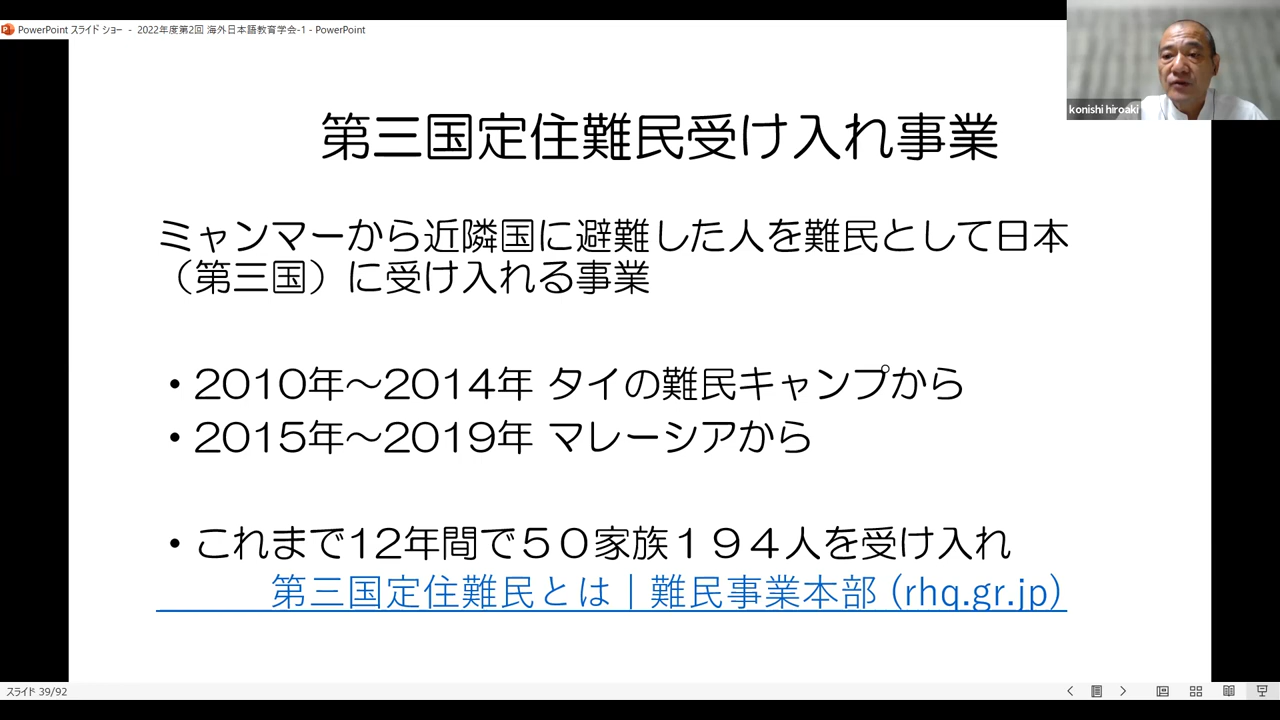 PowerPoint スライド ショー - 2022年度第2回 海外日本語教育学会-1 - PowerPoint
konishi hiroaki
第三国定住難民受け入れ事業
ミャンマーから近隣国に避難した人を難民として日本
（第三国）に受け入れる事業
・2010年～2014年 タイの難民キャンプから
・2015年～2019年 マレーシアから
・これまで12年間で５０家族１９４人を受け入れ
第三国定住難民とは｜難民事業本部 (rhq.gr.jp)
スライド 39/92